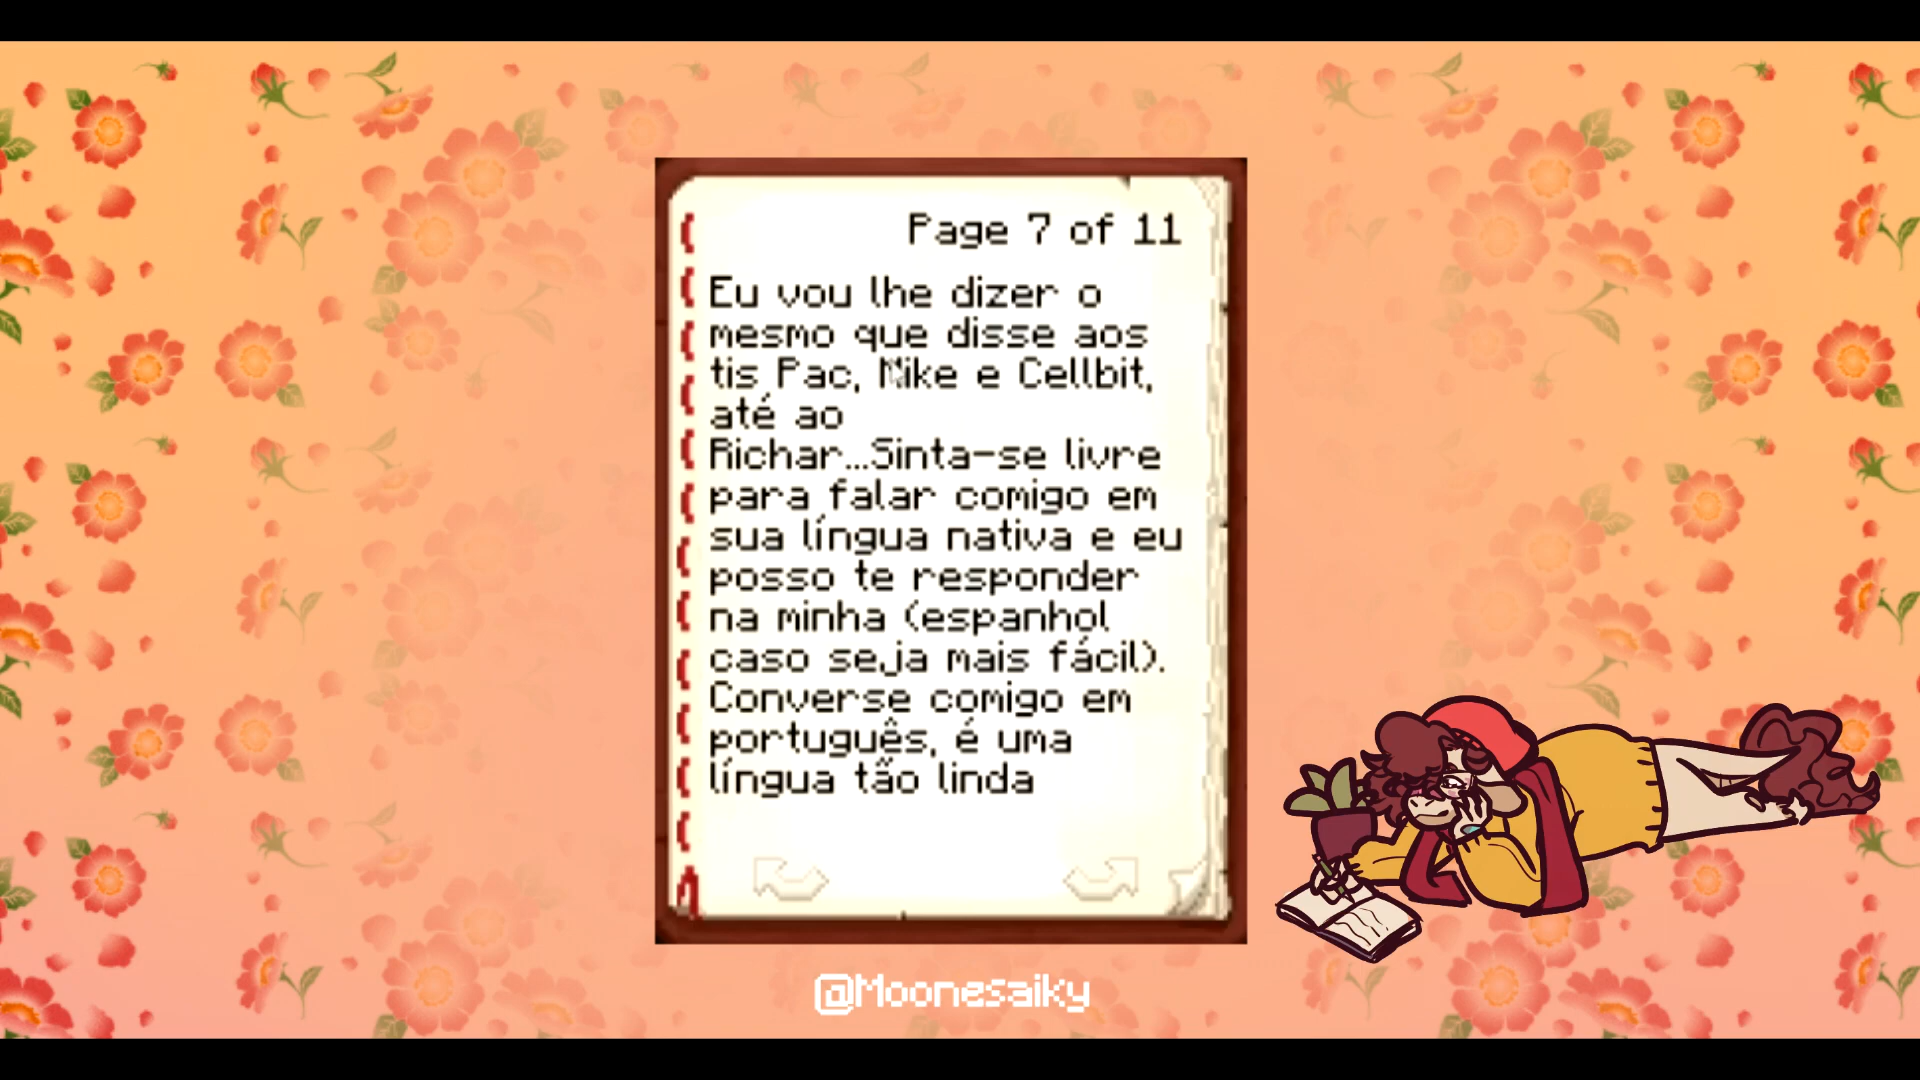 Page 7 of 11
Eu vou lhe dizer o
mesmo que disse aos
tis Pac, Mike e Cellbit,
até ao
Richar...Sinta-se livre
para falar comigo em
sua língua nativa e eu
posso te responder
na minha (espanhol
caso seja mais fácil).
Converse comigo em
português, é uma
língua tão linda
@Moonesaiky